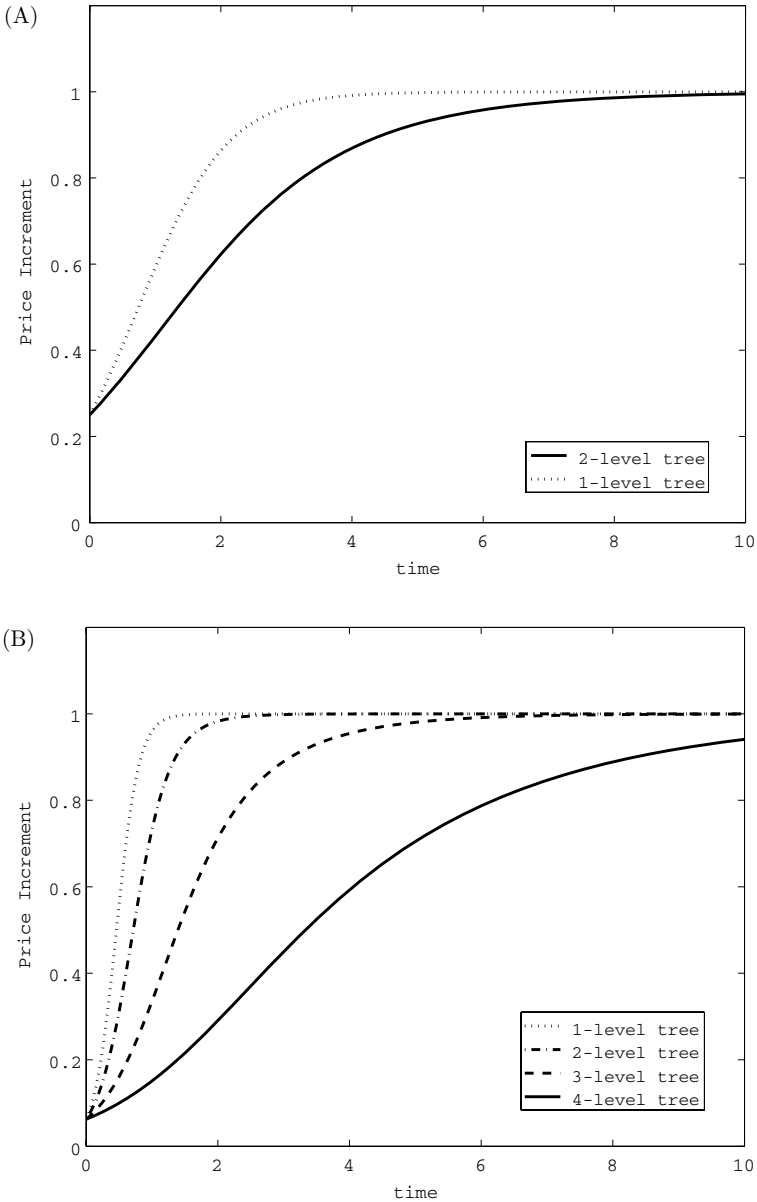 (A)
1
0.8
0.6
0.4
0.2
0
Price Increment
2-level tree
1-level tree
0 2 4 6 8 10
time
(B)
1
0.8
0.6
0.4
0.2
0
Price Increment
1-level tree
2-level tree
3-level tree
4-level tree
0 2 4 6 8 10
time